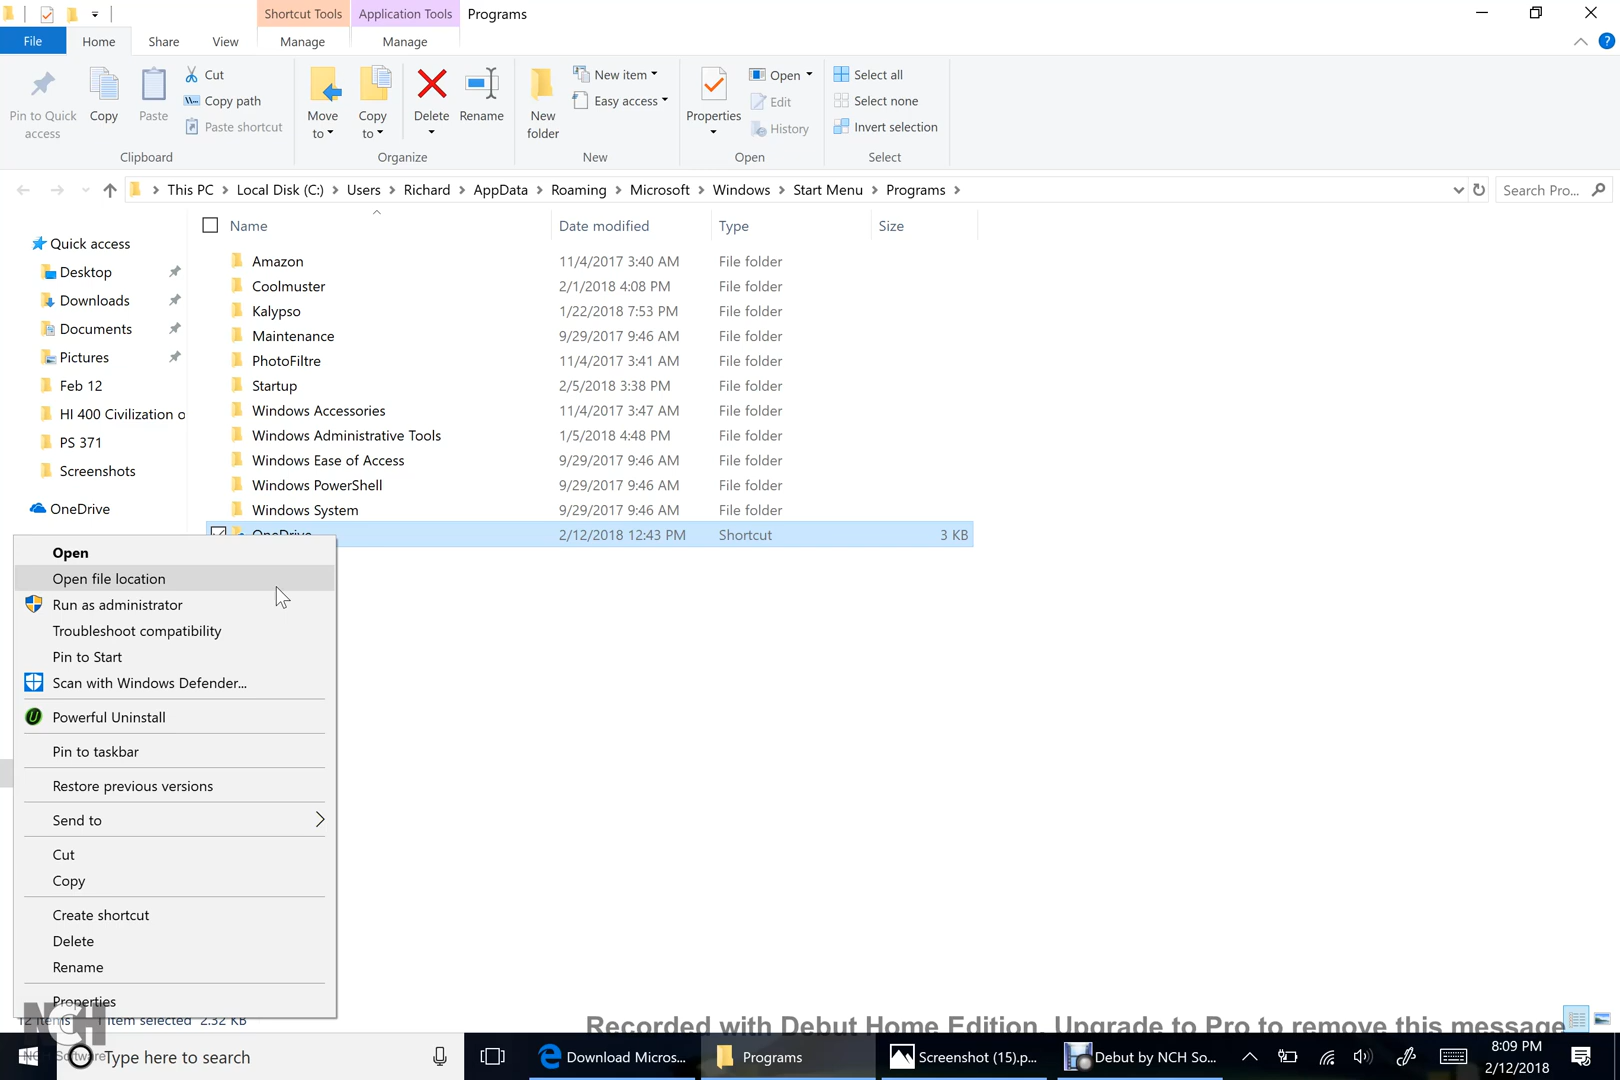 Shortcut Tools Application Tools Programs
File Home Share View Manage Manage
Pin to Quick access
Copy
Paste
Cut
Copy path
Paste shortcut
Clipboard
Move to
Copy to
Delete
Rename
Organize
New folder
New item
Easy access
New
Properties
Open
Edit
History
Open
Select all
Select none
Invert selection
Select
This PC Local Disk (C:) Users Richard AppData Roaming Microsoft Windows Start Menu Programs
Search Pro...
Name Date modified Type Size
Quick access
Desktop
Downloads
Documents
Pictures
Feb 12
HI 400 Civilization o
PS 371
Screenshots
OneDrive
Amazon 11/4/2017 3:40 AM File folder
Coolmuster 2/1/2018 4:08 PM File folder
Kalypso 1/22/2018 7:53 PM File folder
Maintenance 9/29/2017 9:46 AM File folder
PhotoFiltre 11/4/2017 3:41 AM File folder
Startup 2/5/2018 3:38 PM File folder
Windows Accessories 11/4/2017 3:47 AM File folder
Windows Administrative Tools 1/5/2018 4:48 PM File folder
Windows Ease of Access 9/29/2017 9:46 AM File folder
Windows PowerShell 9/29/2017 9:46 AM File folder
Windows System 9/29/2017 9:46 AM File folder
OneDrive 2/12/2018 12:43 PM Shortcut 3 KB
Open
Open file location
Run as administrator
Troubleshoot compatibility
Pin to Start
Scan with Windows Defender...
Powerful Uninstall
Pin to taskbar
Restore previous versions
Send to
Cut
Copy
Create shortcut
Delete
Rename
Properties
12 items 1 item selected 2.32 KB
NCH
NCH Software
Recorded with Debut Home Edition. Upgrade to Pro to remove this message
Type here to search
Download Micros...
Programs
Screenshot (15).p...
Debut by NCH So...
8:09 PM
2/12/2018